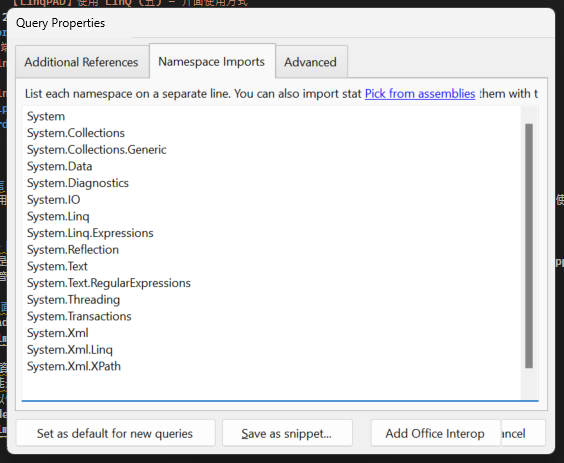 【LinqPAD】使用 LinQ (五) - 介面使用方式
Query Properties
Additional References
Namespace Imports
Advanced
List each namespace on a separate line. You can also import stat
Pick from assemblies
them with t
System
System.Collections
System.Collections.Generic
System.Data
System.Diagnostics
System.IO
System.Linq
System.Linq.Expressions
System.Reflection
System.Text
System.Text.RegularExpressions
System.Threading
System.Transactions
System.Xml
System.Xml.Linq
System.Xml.XPath
Set as default for new queries
Save as snippet...
Add Office Interop
ancel